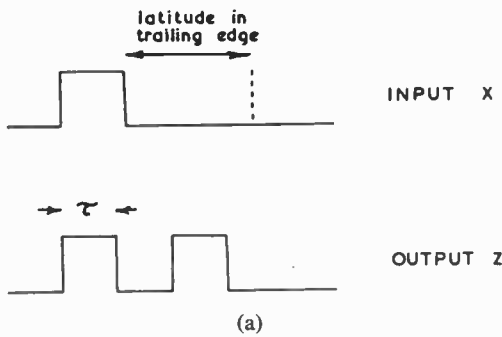 latitude in
trailing edge
INPUT X
τ
OUTPUT Z
(a)